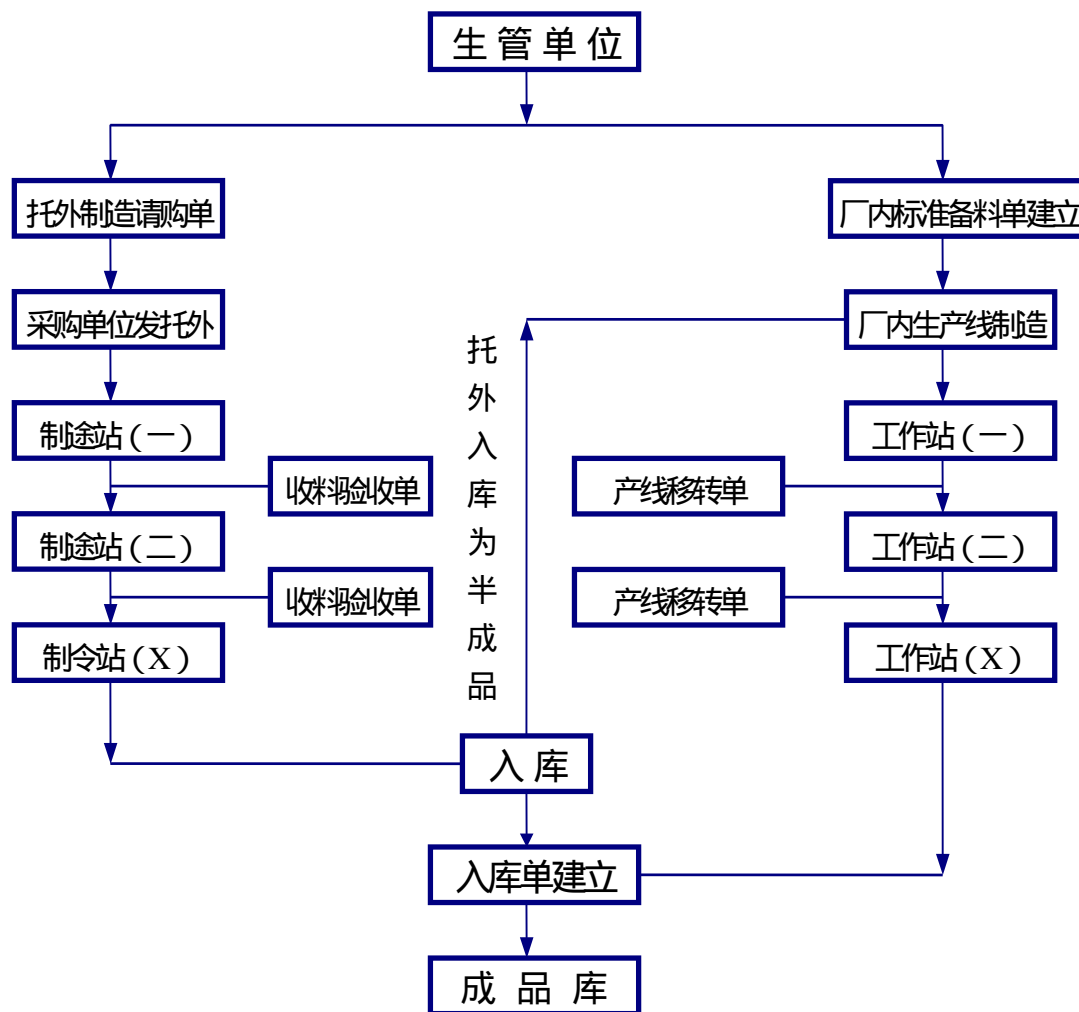 生管单位
托外制造请购单
厂内标准备料单建立
采购单位发托外
厂内生产线制造
托外入库为半成品
制途站(一)
工作站(一)
收料验收单
产线移转单
制途站(二)
工作站(二)
收料验收单
产线移转单
制令站(X)
工作站(X)
入库
入库单建立
成品库